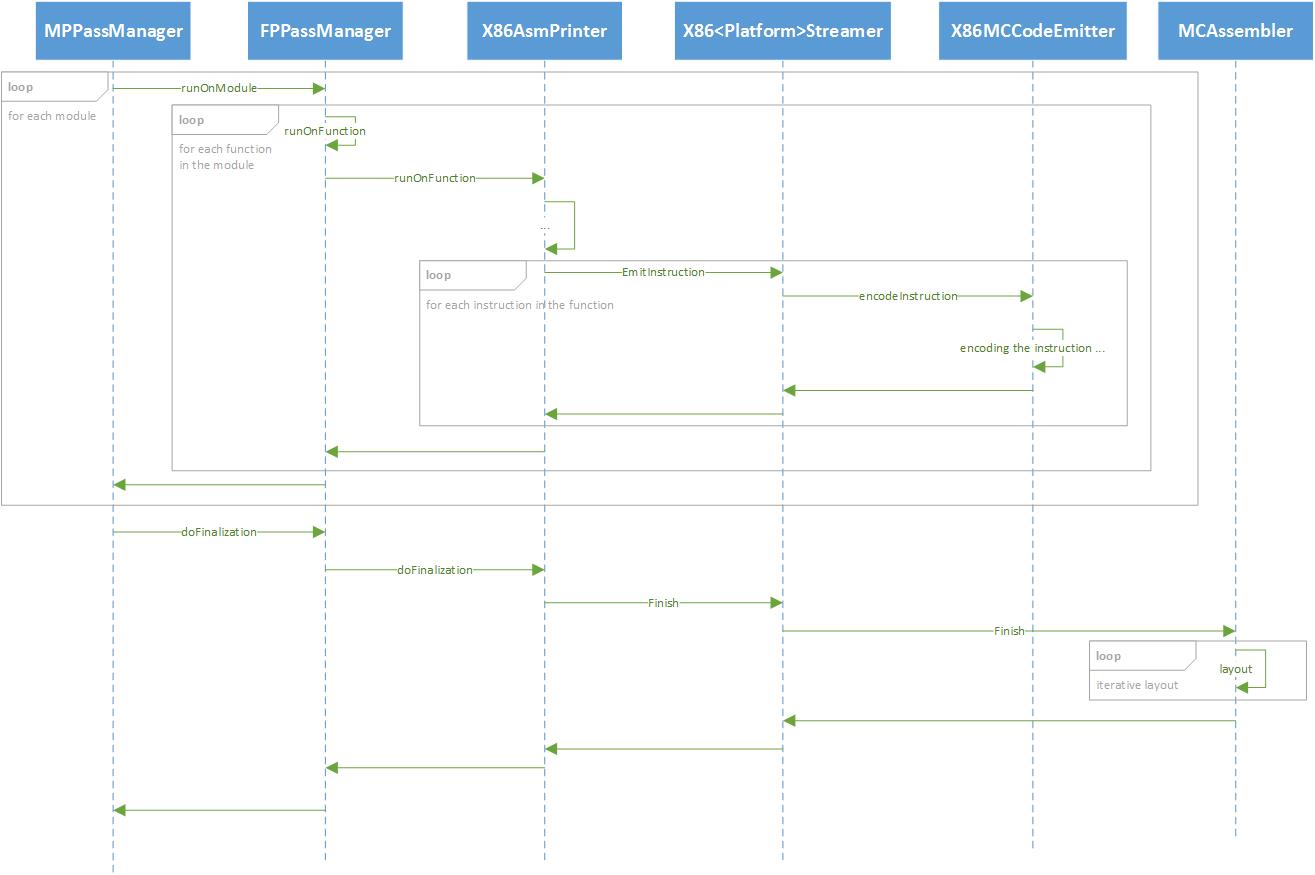 MPPassManager
FPPassManager
X86AsmPrinter
X86<Platform>Streamer
X86MCCodeEmitter
MCAssembler
loop
runOnModule
for each module
loop
runOnFunction
for each function
in the module
runOnFunction
...
loop
EmitInstruction
for each instruction in the function
encodeInstruction
encoding the instruction ...
doFinalization
doFinalization
Finish
Finish
loop
layout
iterative layout